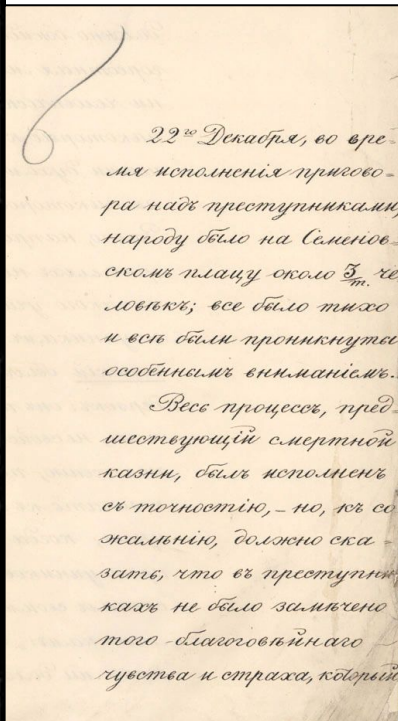 22го Декабря, во вре-
мя исполненія пригово-
ра надъ преступниками,
народу было на Семенов-
скомъ плацу около 3/т. че
ловѣкъ; все было тихо
и всѣ были проникнуты
особеннымъ вниманіемъ.
Весь процессъ, пред-
шествующій смертной
казни, былъ исполненъ
съ точностію, - но, къ со
жалѣнію, должно ска-
зать, что въ преступни
кахъ не было замѣчено
того благоговѣйнаго
чувства и страха, который